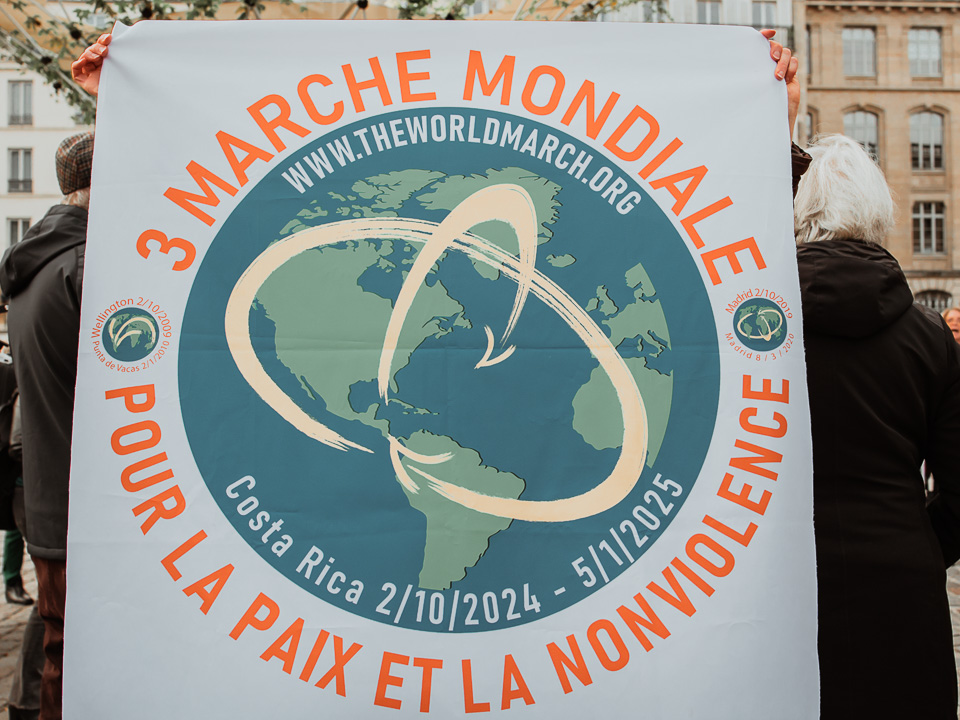 3 MARCHE MONDIALE
WWW.THEWORLDMARCH.ORG
Wellington 2/10/2009
Punta de Vacas 2/1/2010
Madrid 2/10/2019
Madrid 8/3/2020
Costa Rica 2/10/2024 - 5/1/2025
POUR LA PAIX ET LA NONVIOLENCE